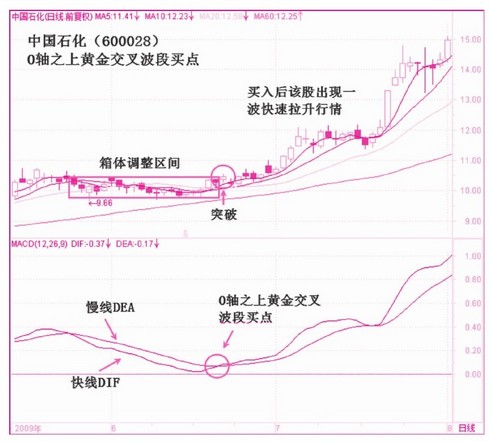 中国石化(日线 前复权) MA5:11.41↓ MA10:12.23↓ MA20:12.58 MA60:12.25↑
中国石化（600028）
0轴之上黄金交叉波段买点
15.00
14.00
买入后该股出现一
波快速拉升行情
13.00
12.00
箱体调整区间
11.00
10.00
←9.66
突破
9.00
MACD(12,26,9) DIF:-0.37↓ DEA:-0.17↓
1.00
0轴之上黄金交叉
波段买点
慢线DEA
0.80
0.60
0.40
0.20
快线DIF
0.00
2009年 6 7 8 日线